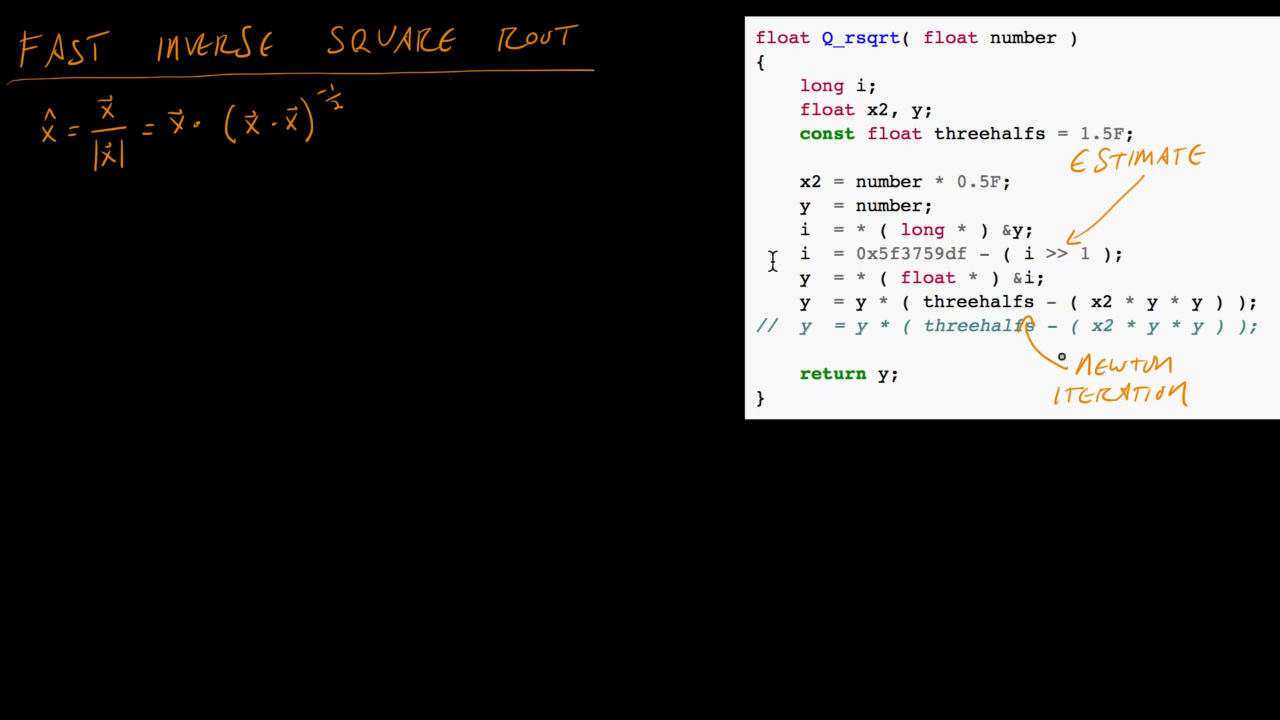 FAST INVERSE SQUARE ROOT
x̂ = x⃗ / |x⃗| = x⃗ · (x⃗ · x⃗)^(-1/2)
float Q_rsqrt( float number )
{
long i;
float x2, y;
const float threehalfs = 1.5F;
ESTIMATE
x2 = number * 0.5F;
y = number;
i = * ( long * ) &y;
i = 0x5f3759df - ( i >> 1 );
y = * ( float * ) &i;
y = y * ( threehalfs - ( x2 * y * y ) );
// y = y * ( threehalfs - ( x2 * y * y ) );
NEWTON
ITERATION
return y;
}